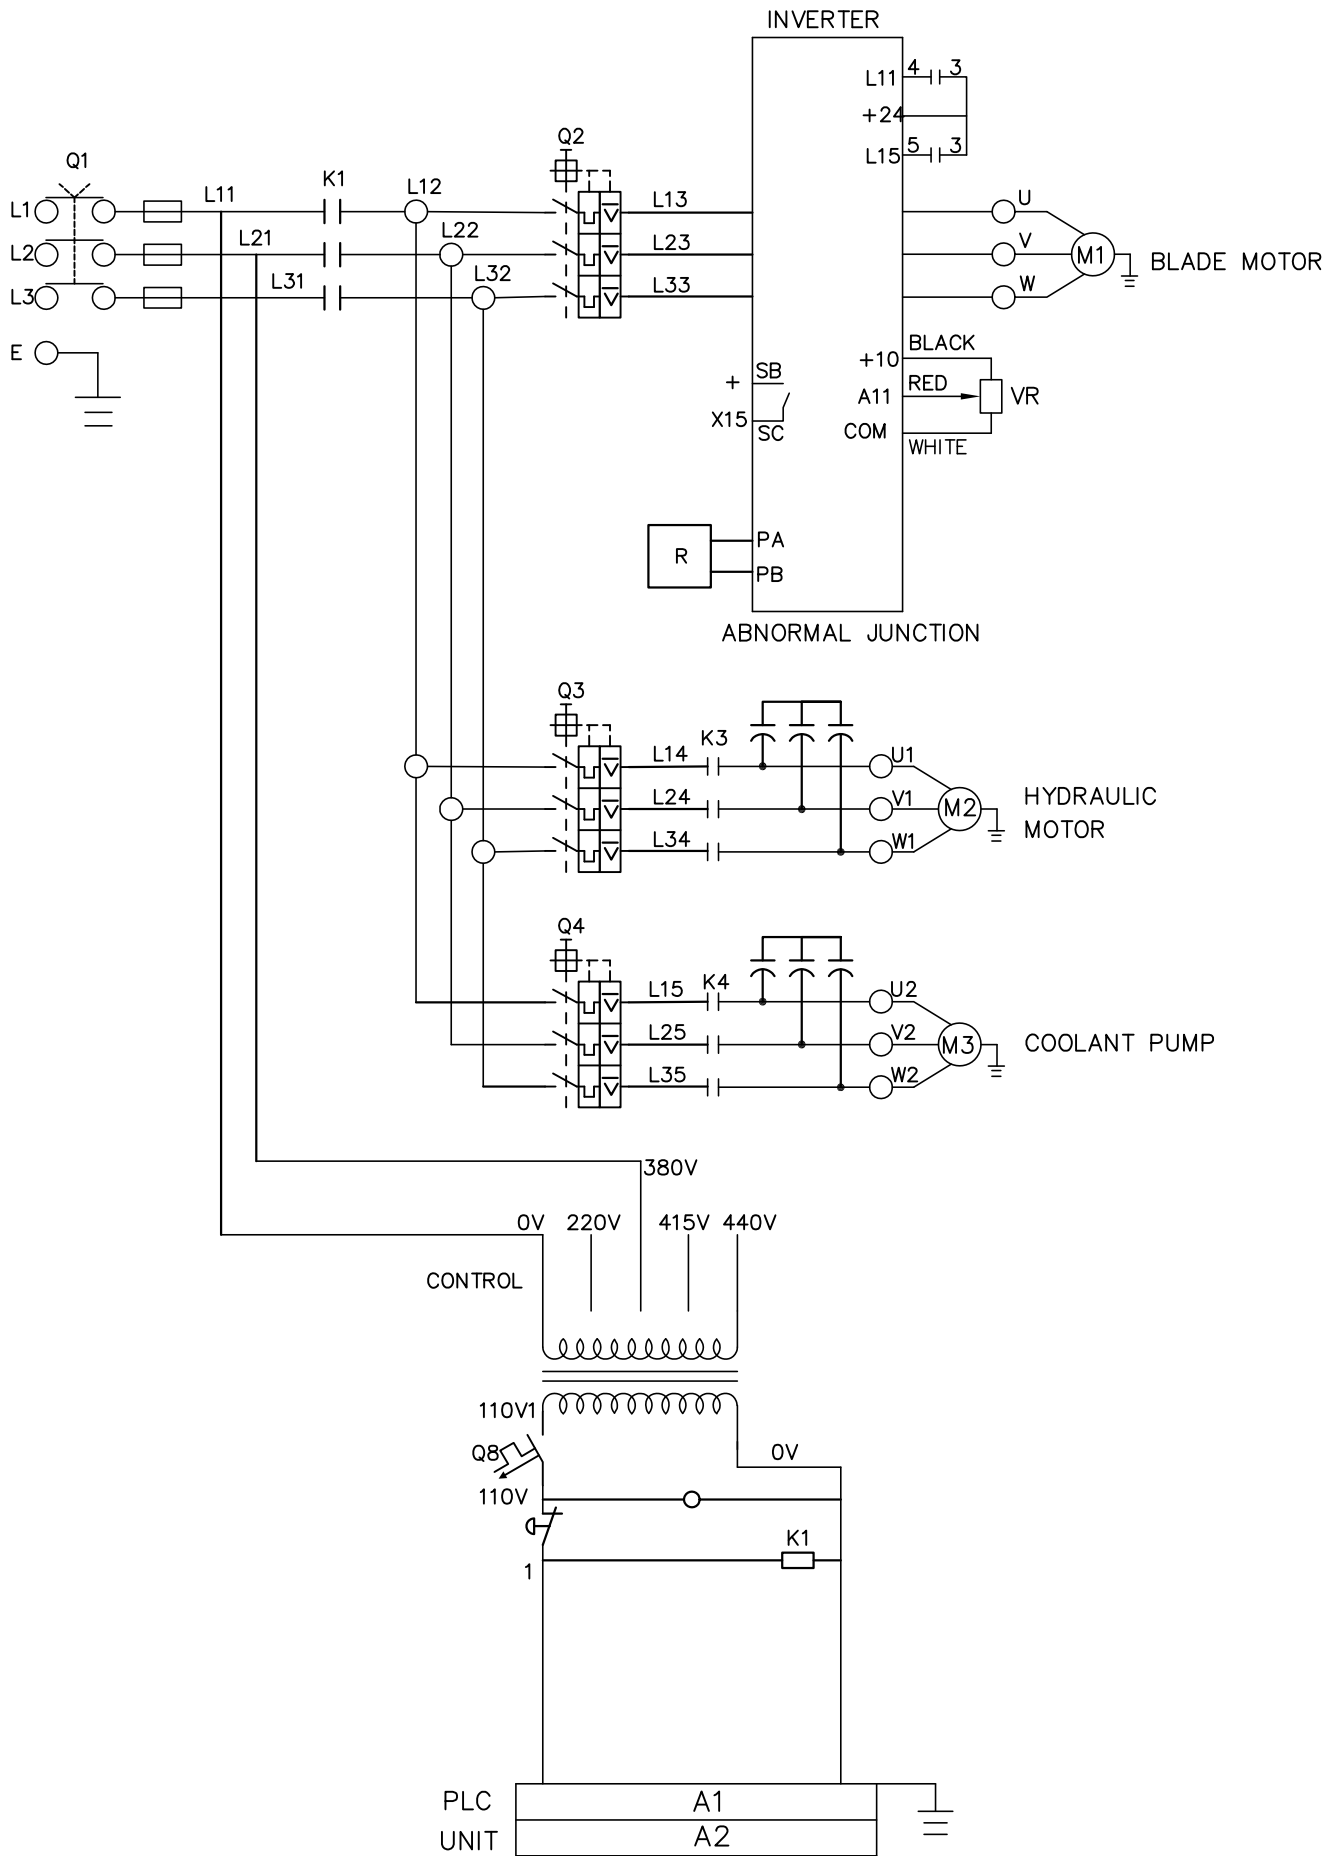 INVERTER
L11 4 3
+24
L15 5 3
Q1
K1
Q2
L1
L11
L12
L13
U
L2
L21
L22
L23
V
M1
BLADE MOTOR
L3
L31
L32
L33
W
E
+10 BLACK
+ SB
A11 RED
VR
X15
SC
COM
WHITE
R
PA
PB
ABNORMAL JUNCTION
Q3
K3
L14
U1
L24
V1
M2
HYDRAULIC
MOTOR
L34
W1
Q4
L15
K4
U2
L25
V2
M3
COOLANT PUMP
L35
W2
380V
0V 220V 415V 440V
CONTROL
110V1
Q8
0V
110V
K1
1
PLC
A1
UNIT
A2